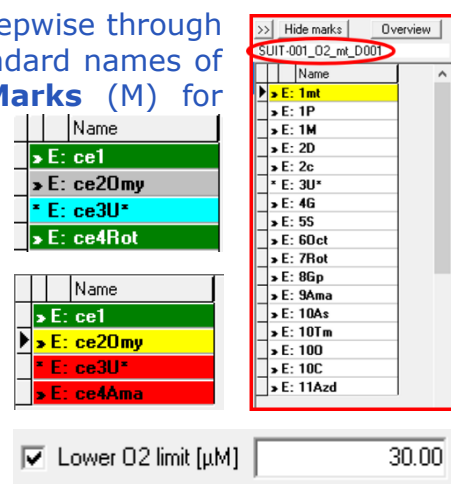 epwise through
dard names of
Marks (M) for
Name
» E: ce1
» E: ce2Omy
* E: ce3U*
» E: ce4Rot
Name
» E: ce1
» E: ce2Omy
* E: ce3U*
» E: ce4Ama
>> Hide marks Overview
SUIT-001_O2_mt_D001
Name
» E: 1mt
» E: 1P
» E: 1M
» E: 2D
» E: 2c
* E: 3U*
» E: 4G
» E: 5S
» E: 6Oct
» E: 7Rot
» E: 8Gp
» E: 9Ama
» E: 10As
» E: 10Tm
» E: 10O
» E: 10C
» E: 11Azd
Lower O2 limit [µM] 30.00